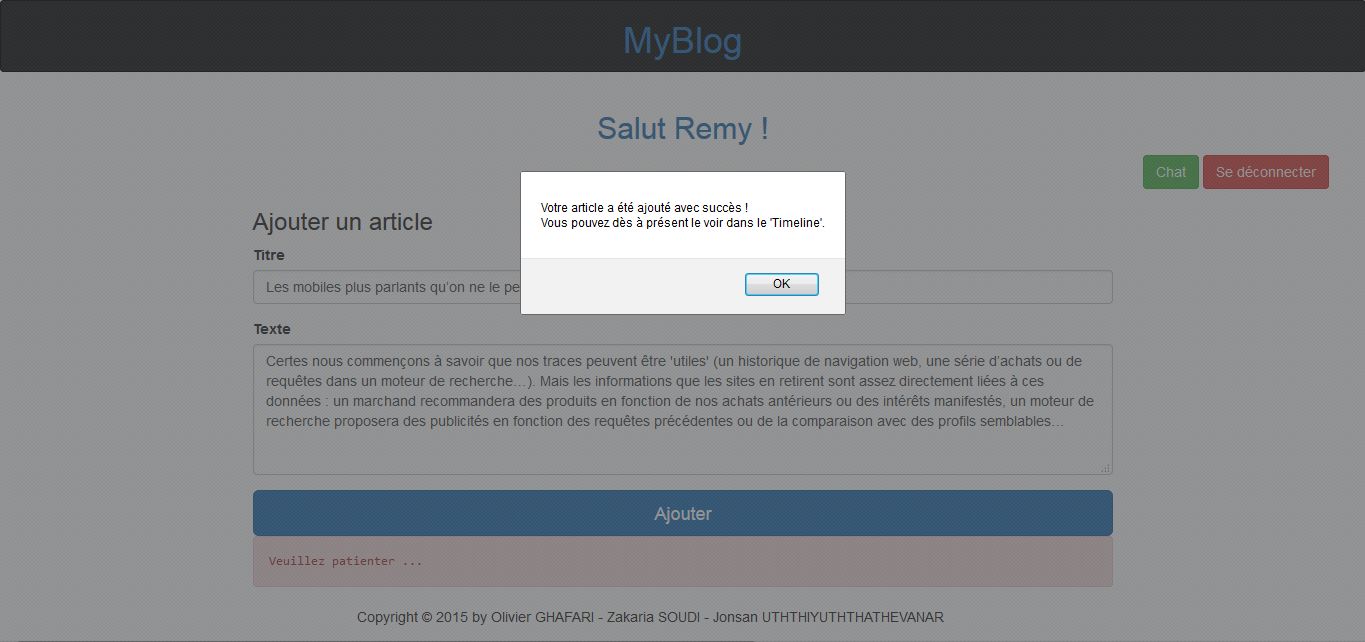 MyBlog
Salut Remy !
Chat
Se déconnecter
Votre article a été ajouté avec succès !
Vous pouvez dès à présent le voir dans le 'Timeline'.
OK
Ajouter un article
Titre
Les mobiles plus parlants qu'on ne le pe
Texte
Certes nous commençons à savoir que nos traces peuvent être 'utiles' (un historique de navigation web, une série d'achats ou de
requêtes dans un moteur de recherche…). Mais les informations que les sites en retirent sont assez directement liées à ces
données : un marchand recommandera des produits en fonction de nos achats antérieurs ou des intérêts manifestés, un moteur de
recherche proposera des publicités en fonction des requêtes précédentes ou de la comparaison avec des profils semblables…
Ajouter
Veuillez patienter ...
Copyright © 2015 by Olivier GHAFARI - Zakaria SOUDI - Jonsan UTHTHIYUTHTHATHEVANAR